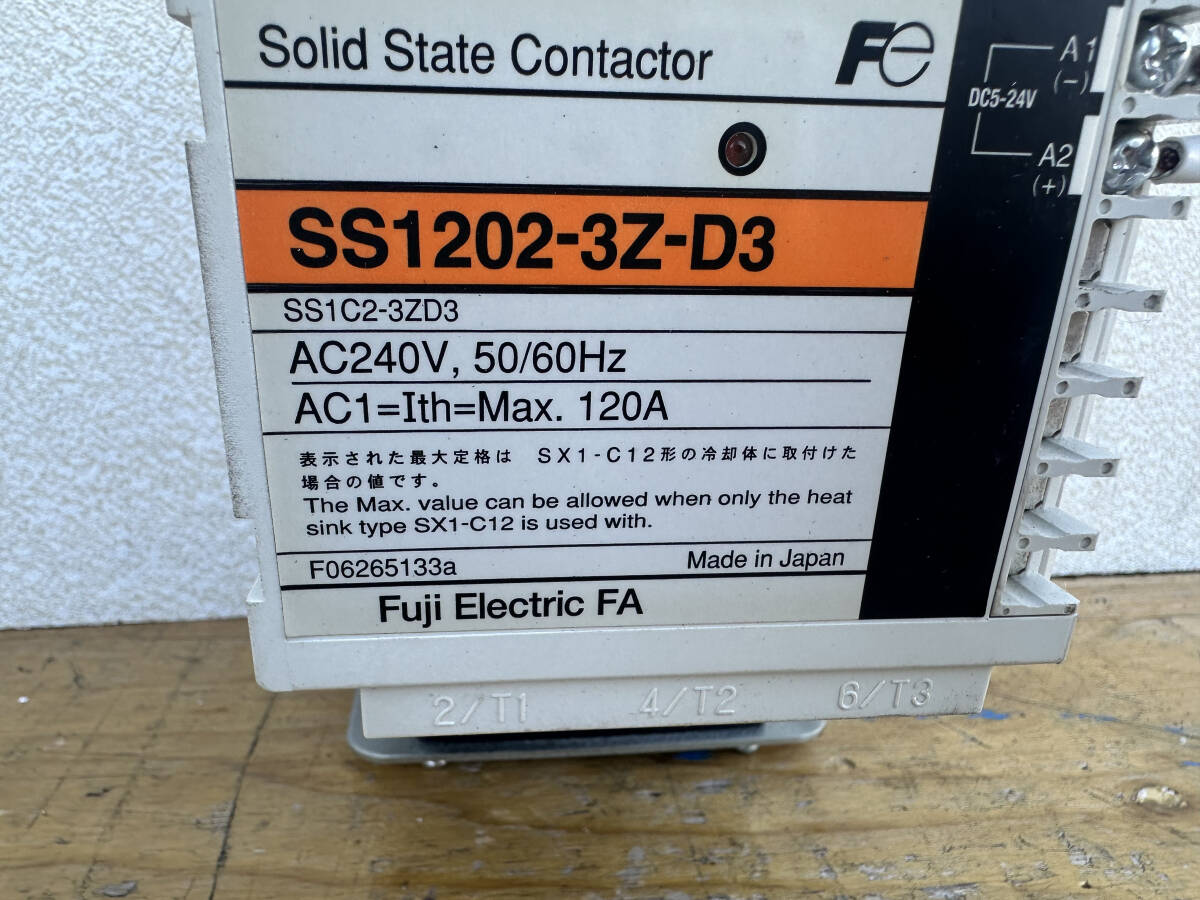 Solid State Contactor Fe
A1
(−)
DC5-24V
A2
(+)
SS1202-3Z-D3
SS1C2-3ZD3
AC240V, 50/60Hz
AC1=Ith=Max. 120A
表示された最大定格は SX1-C12形の冷却体に取付けた
場合の値です。
The Max. value can be allowed when only the heat
sink type SX1-C12 is used with.
F06265133a Made in Japan
Fuji Electric FA
2/T1 4/T2 6/T3